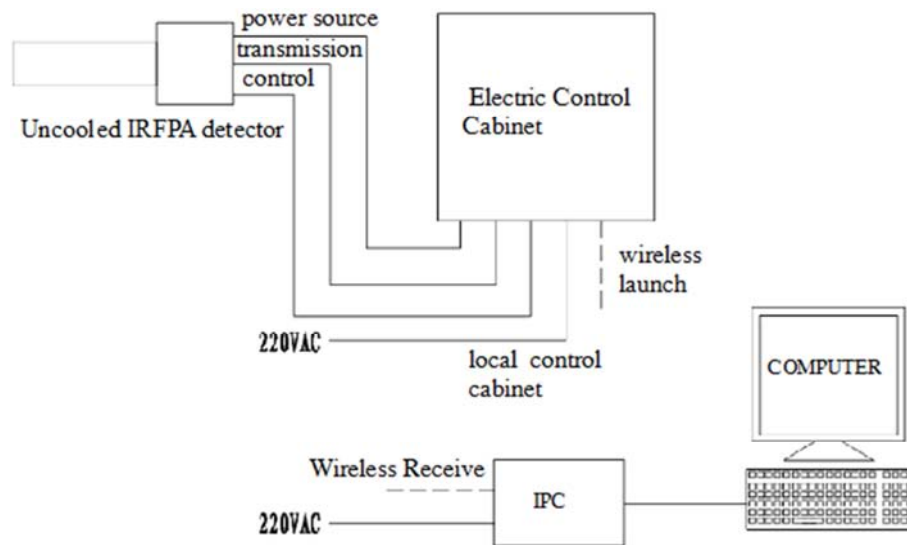 power source
transmission
control
Uncooled IRFPA detector
Electric Control
Cabinet
wireless
launch
220VAC
local control
cabinet
COMPUTER
Wireless Receive
IPC
220VAC